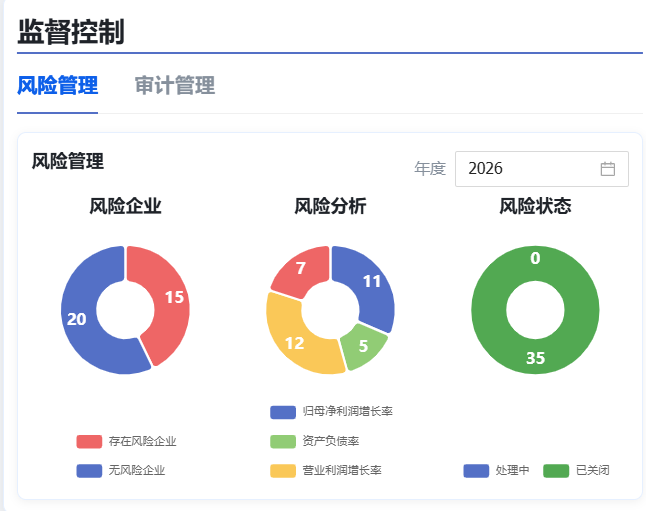 监督控制
风险管理 审计管理
风险管理
年度 2026
风险企业 风险分析 风险状态
15
20
7
11
12
5
0
35
存在风险企业
无风险企业
归母净利润增长率
资产负债率
营业利润增长率
处理中 已关闭